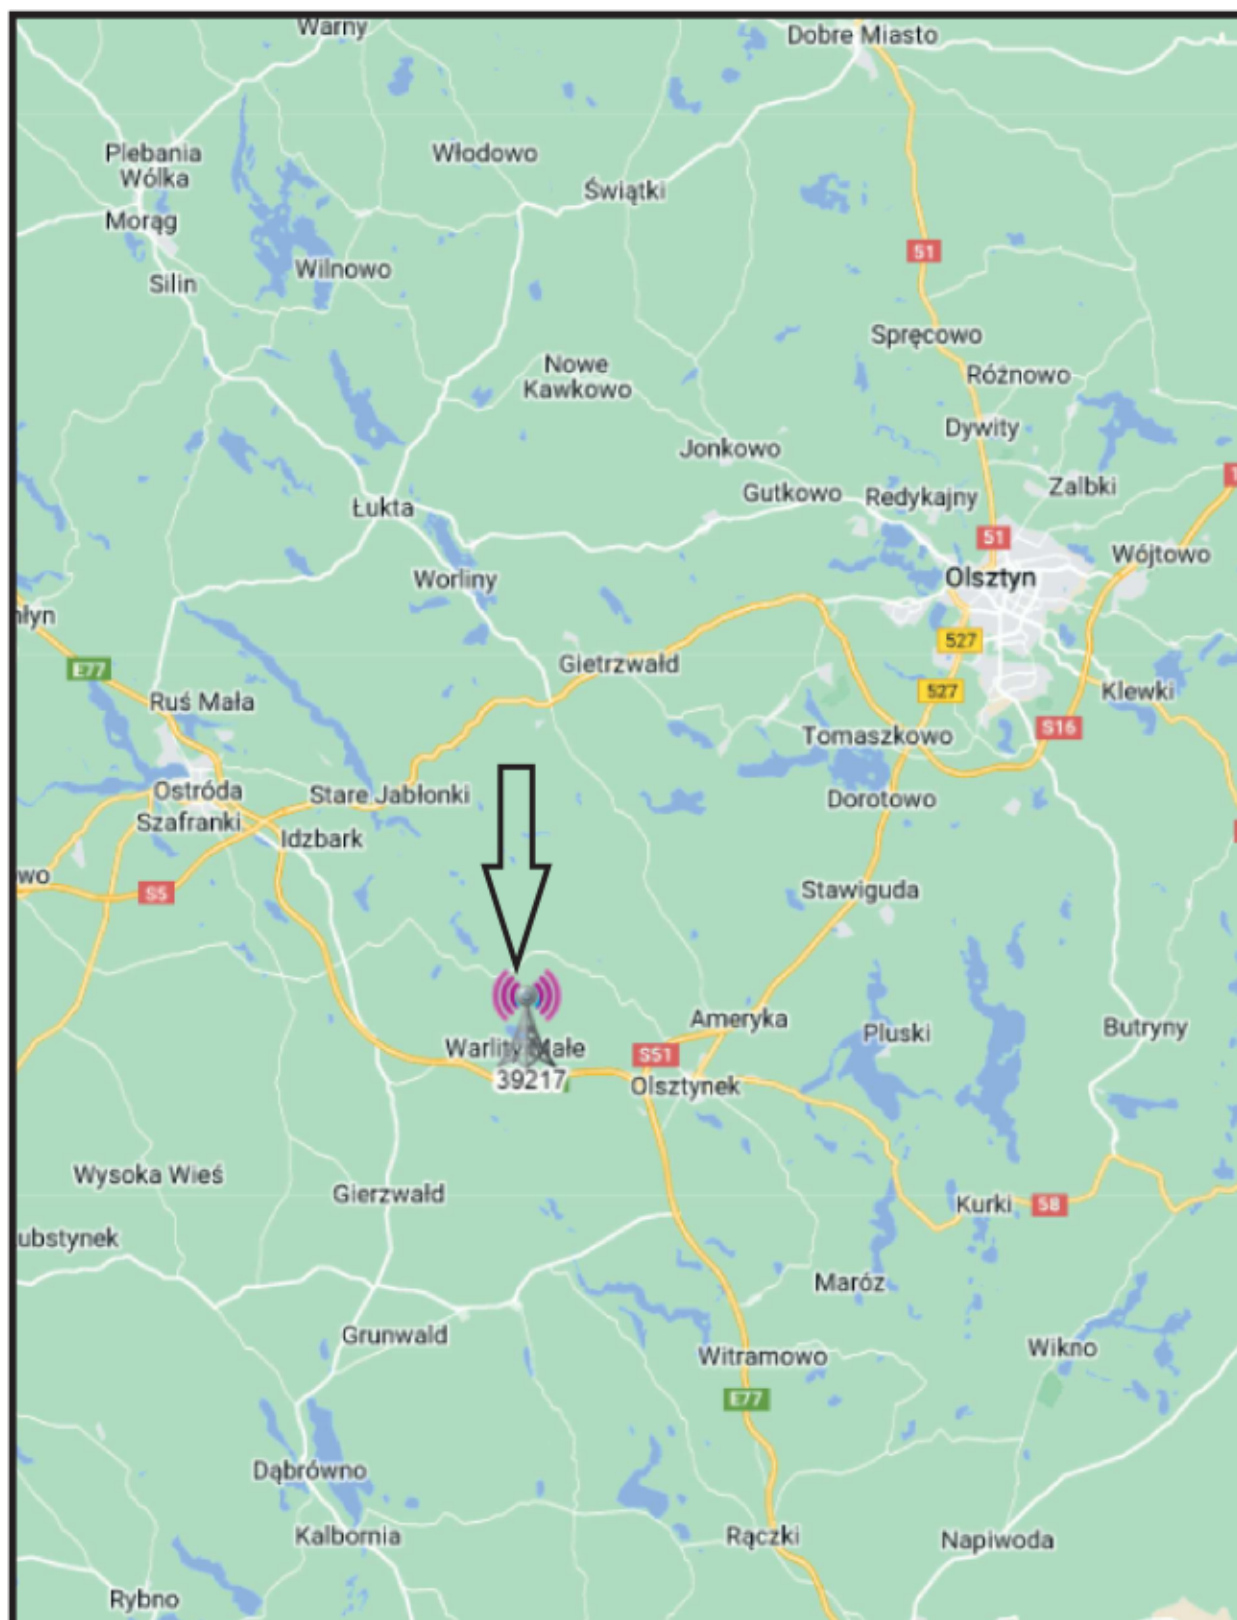 Warny
Dobre Miasto
Plebania
Wólka
Włodowo
Świątki
Morąg
51
Wilnowo
Silin
Spręcowo
Nowe
Kawkowo
Różnowo
Dywity
Jonkowo
Zalbki
Gutkowo
Redykajny
Łukta
51
Wójtowo
Worliny
Olsztyn
527
Gietrzwałd
E77
527
Klewki
Ruś Mała
S16
Tomaszkowo
Ostróda
Stare Jabłonki
Dorotowo
Szafranki
Idzbark
S5
Stawiguda
Ameryka
Pluski
Butryny
Warlity Małe
S51
39217
Olsztynek
Wysoka Wieś
Gierzwałd
Kurki
58
ubstynek
Maróz
Grunwald
Wikno
Witramowo
E77
Dąbrówno
Kalbornia
Rączki
Napiwoda
Rybno